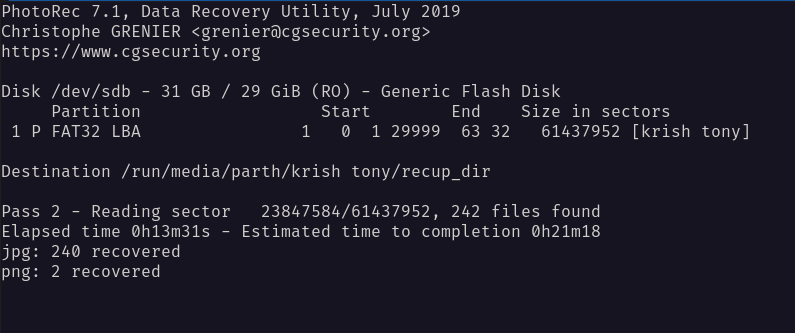 PhotoRec 7.1, Data Recovery Utility, July 2019
Christophe GRENIER <grenier@cgsecurity.org>
https://www.cgsecurity.org
Disk /dev/sdb - 31 GB / 29 GiB (RO) - Generic Flash Disk
Partition Start End Size in sectors
1 P FAT32 LBA 1 0 1 29999 63 32 61437952 [krish tony]
Destination /run/media/parth/krish tony/recup_dir
Pass 2 - Reading sector 23847584/61437952, 242 files found
Elapsed time 0h13m31s - Estimated time to completion 0h21m18
jpg: 240 recovered
png: 2 recovered